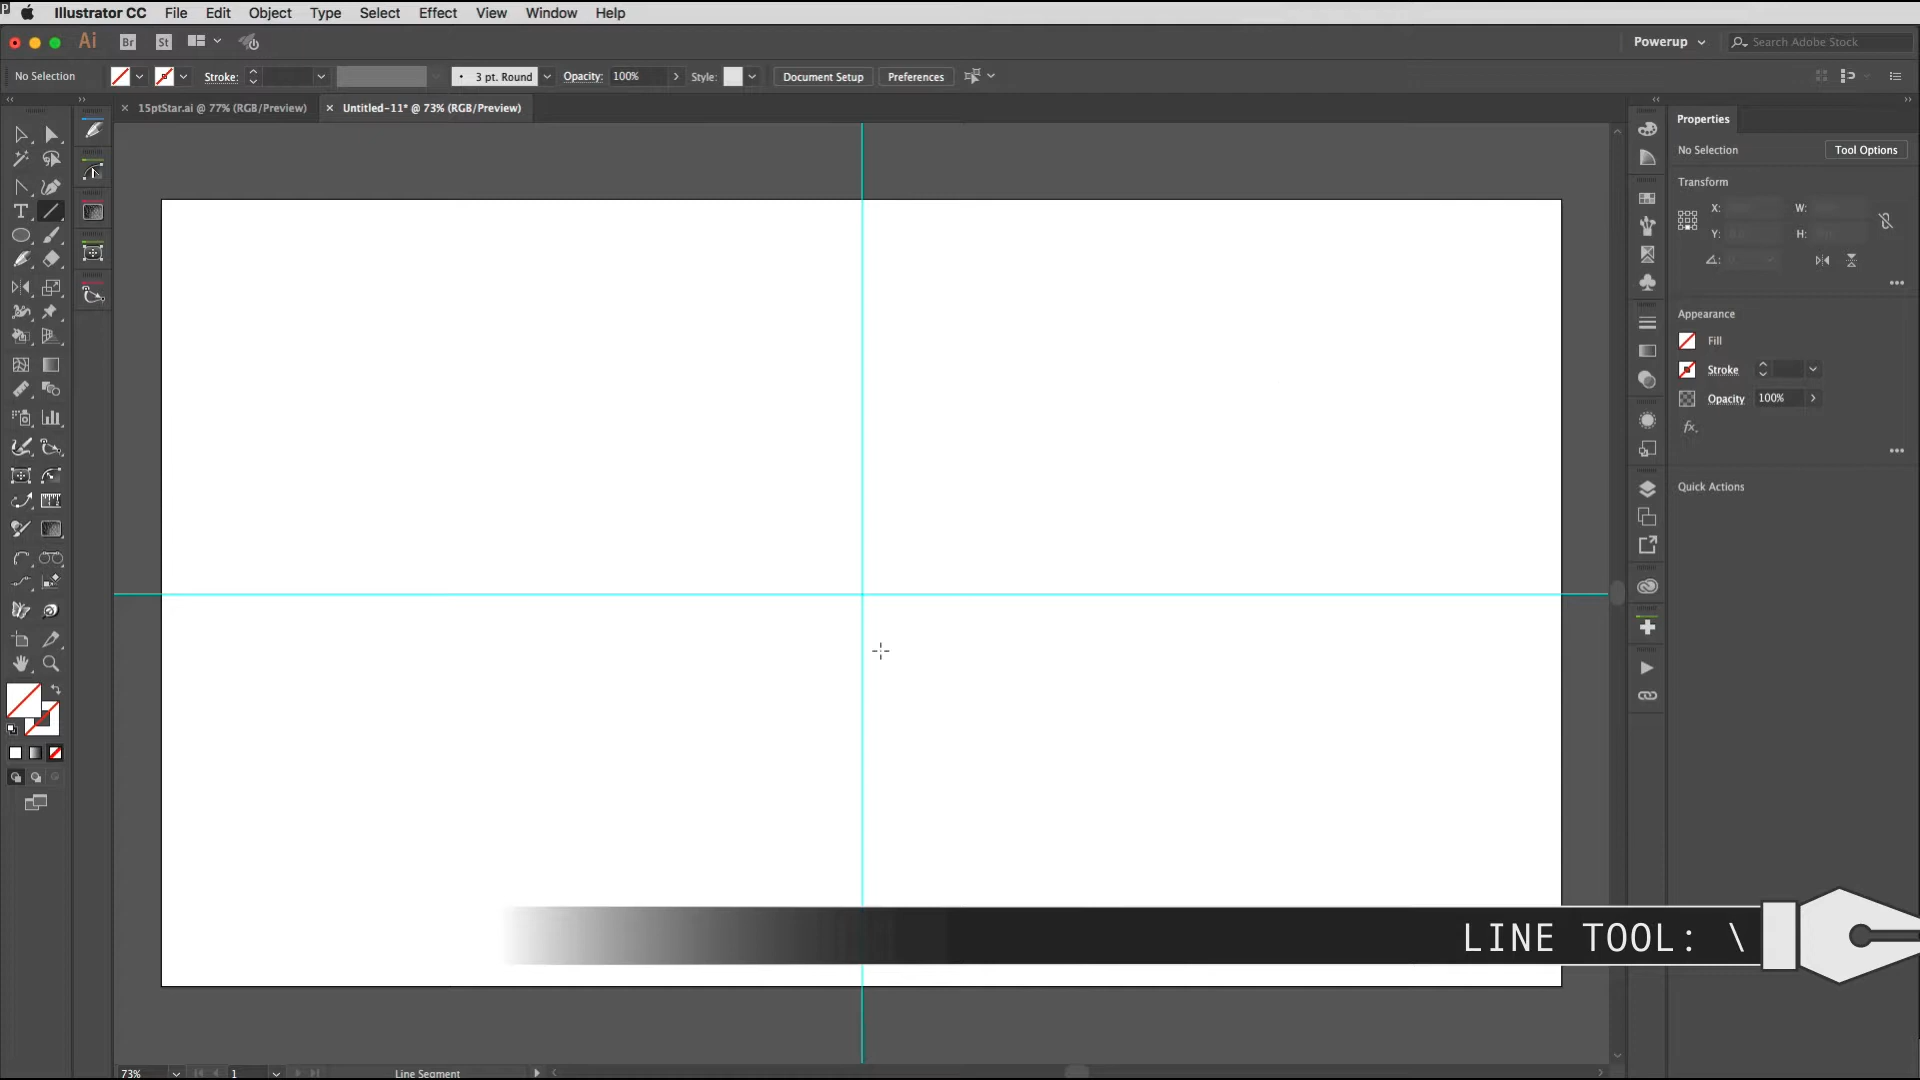 Illustrator CC File Edit Object Type Select Effect View Window Help
Ai Br St Powerup Search Adobe Stock
No Selection Stroke: 3 pt. Round Opacity: 100% Style: Document Setup Preferences
15ptStar.ai @ 77% (RGB/Preview) Untitled-11* @ 73% (RGB/Preview)
Properties
No Selection Tool Options
Transform
X: W:
Y: H:
Appearance
Fill
Stroke
Opacity 100%
fx
Quick Actions
T
LINE TOOL: \
73% 1 Line Segment